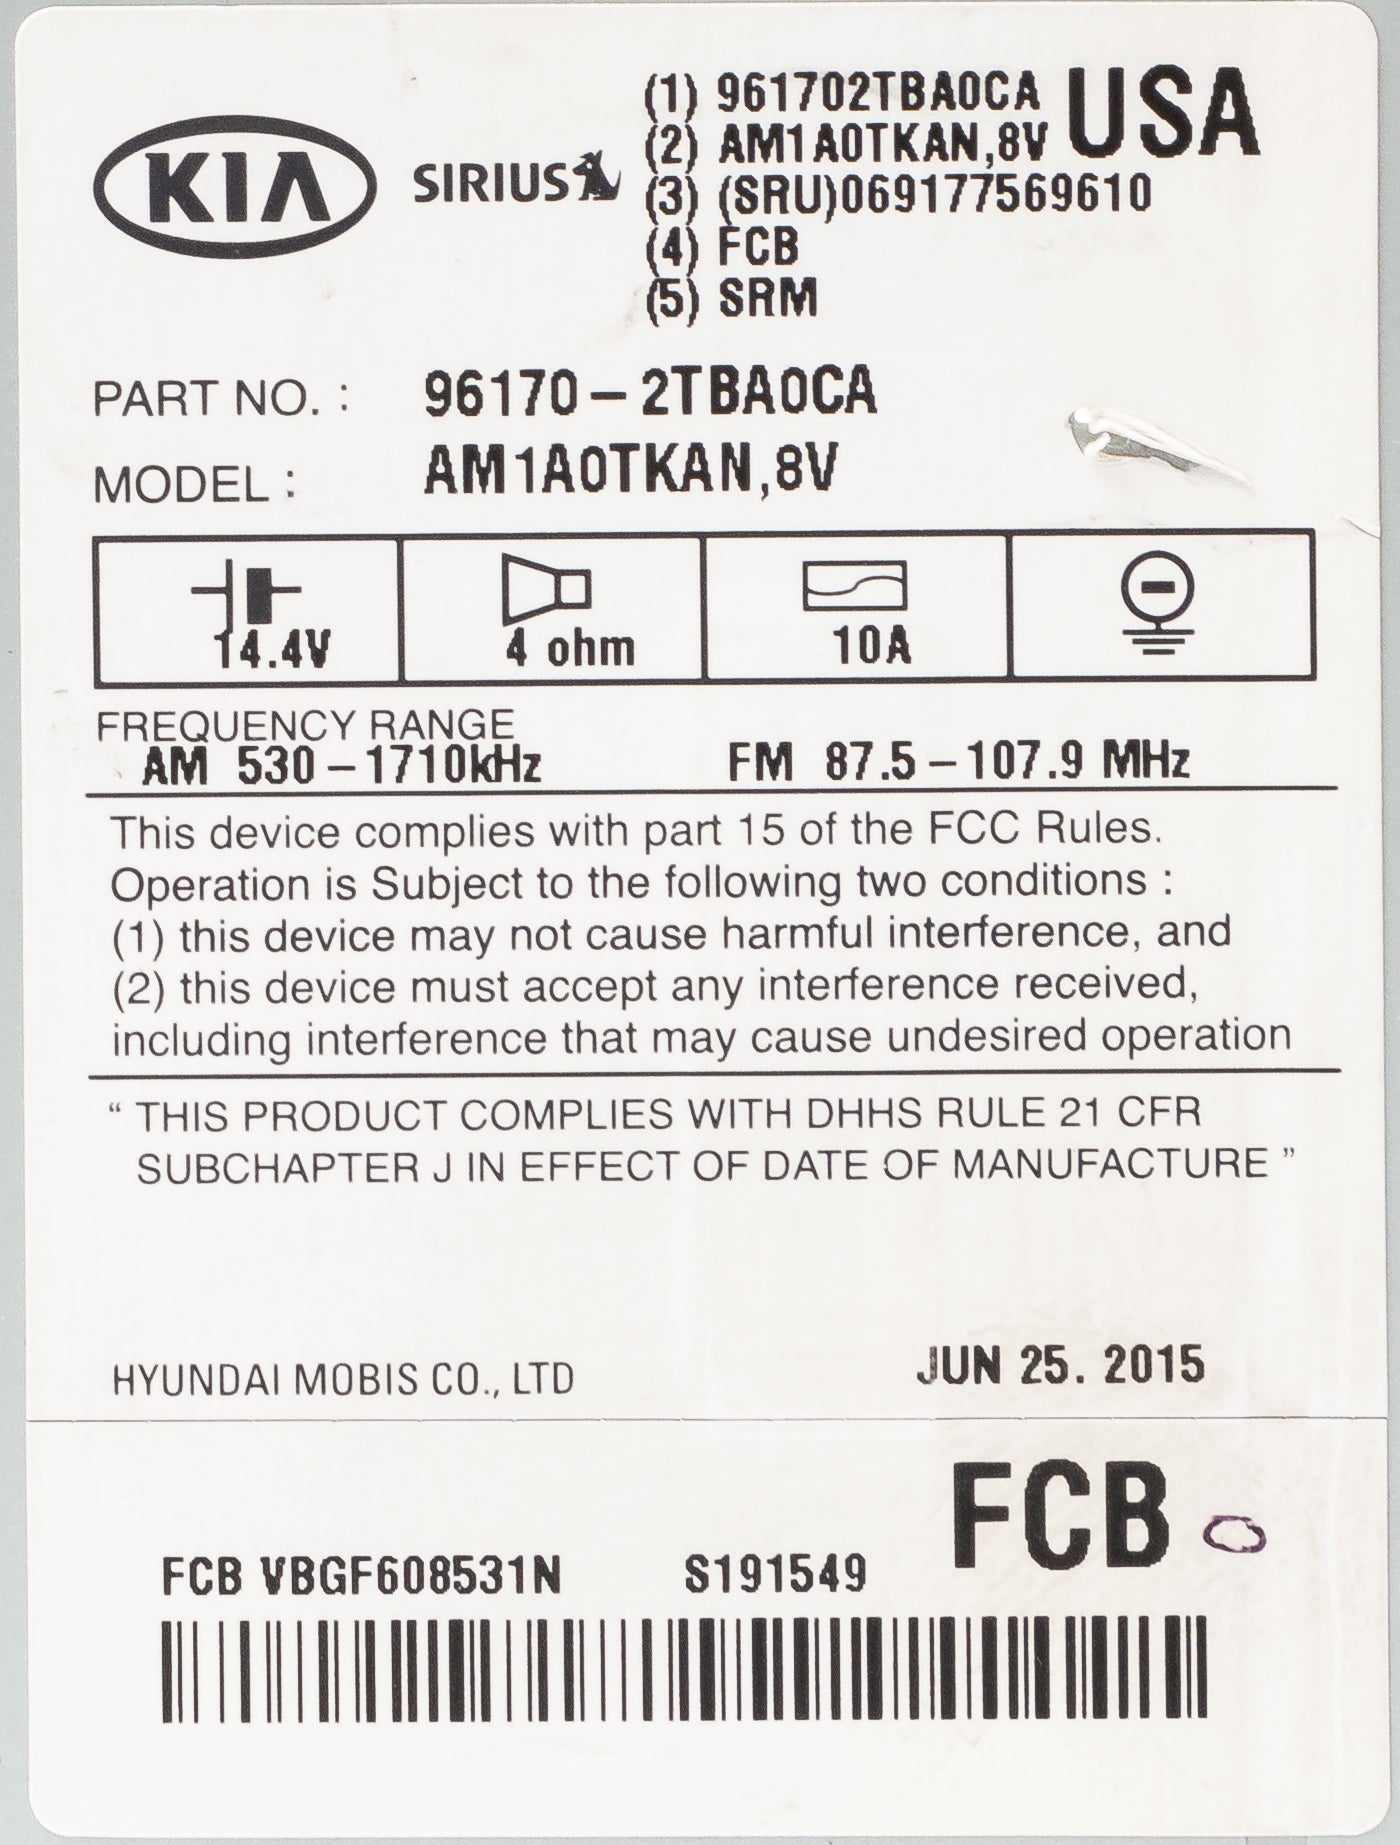 KIA
SIRIUS
(1) 961702TBA0CA USA
(2) AM1A0TKAN,8V
(3) (SRU)069177569610
(4) FCB
(5) SRM
PART NO. : 96170-2TBA0CA
MODEL : AM1A0TKAN,8V
14.4V 4 ohm 10A
FREQUENCY RANGE
AM 530-1710kHz FM 87.5-107.9 MHz
This device complies with part 15 of the FCC Rules.
Operation is Subject to the following two conditions :
(1) this device may not cause harmful interference, and
(2) this device must accept any interference received,
including interference that may cause undesired operation
“ THIS PRODUCT COMPLIES WITH DHHS RULE 21 CFR
SUBCHAPTER J IN EFFECT OF DATE OF MANUFACTURE ”
HYUNDAI MOBIS CO., LTD JUN 25. 2015
FCB
FCB VBGF608531N S191549